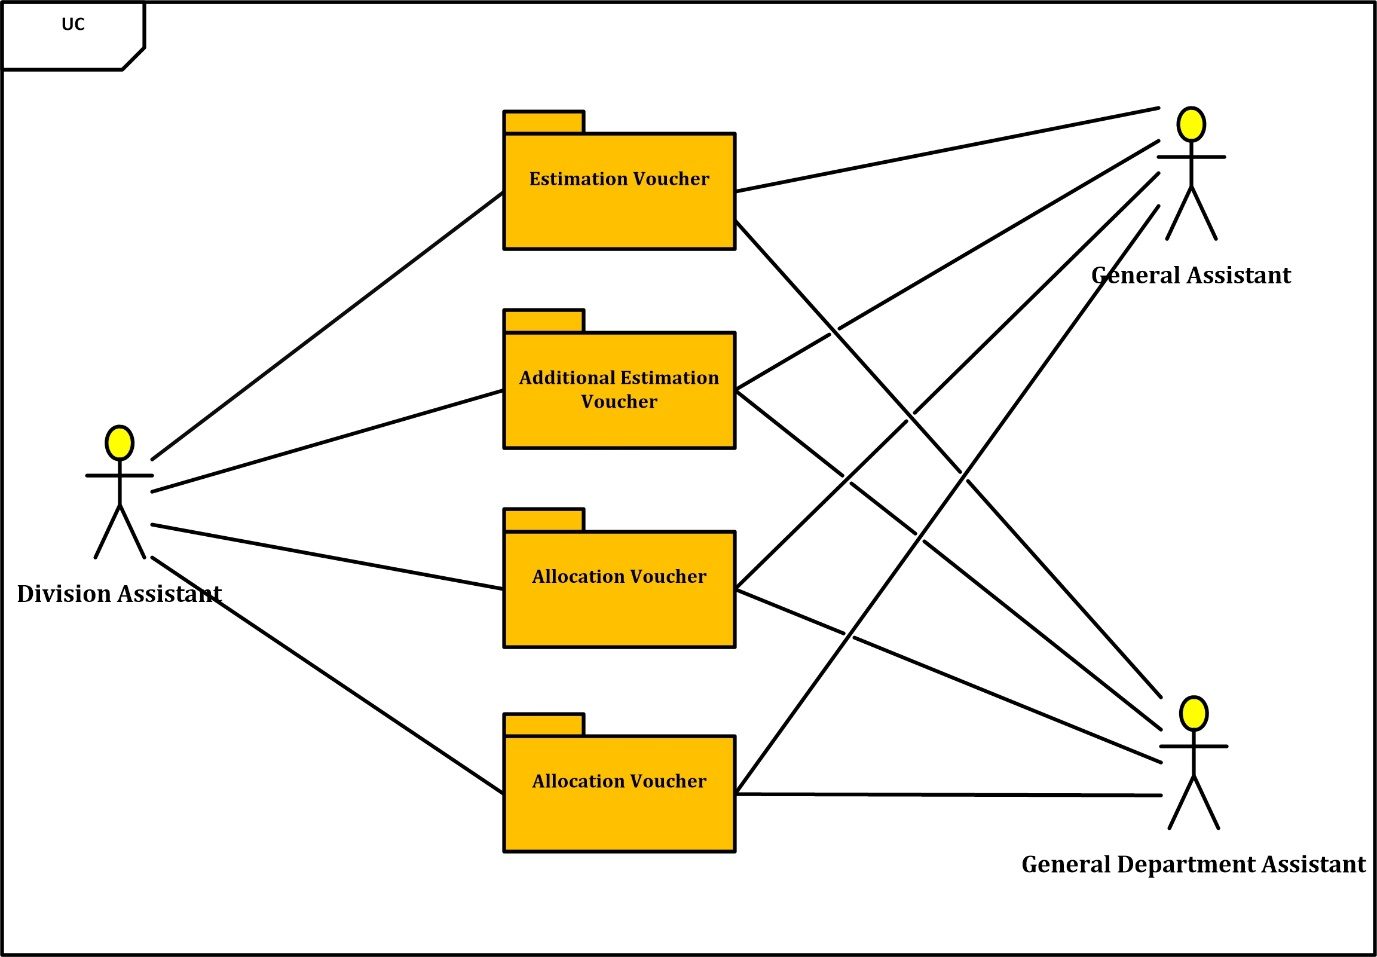 UC
Estimation Voucher
General Assistant
Additional Estimation
Voucher
Division Assistant
Allocation Voucher
Allocation Voucher
General Department Assistant